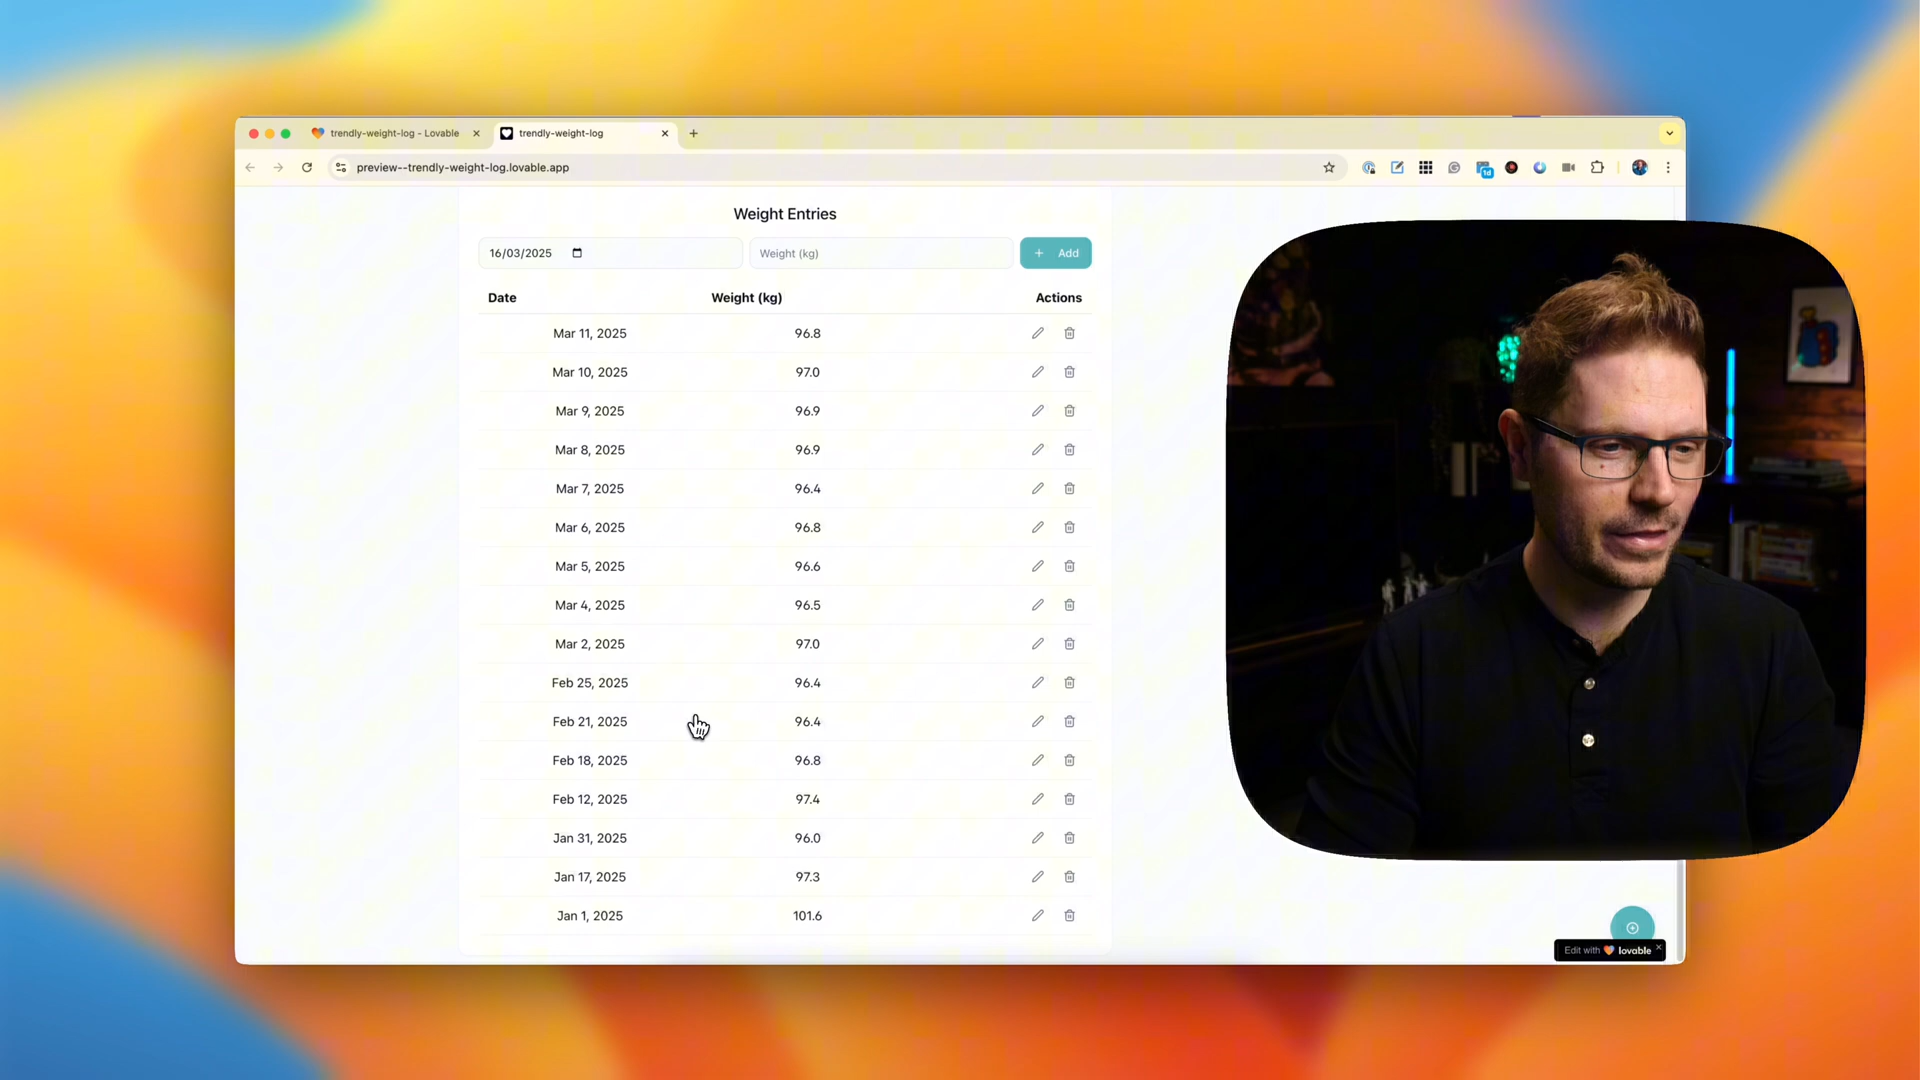 trendly-weight-log - Lovable
trendly-weight-log
preview--trendly-weight-log.lovable.app
1d
Weight Entries
16/03/2025
Weight (kg)
+ Add
Date Weight (kg) Actions
Mar 11, 2025 96.8
Mar 10, 2025 97.0
Mar 9, 2025 96.9
Mar 8, 2025 96.9
Mar 7, 2025 96.4
Mar 6, 2025 96.8
Mar 5, 2025 96.6
Mar 4, 2025 96.5
Mar 2, 2025 97.0
Feb 25, 2025 96.4
Feb 21, 2025 96.4
Feb 18, 2025 96.8
Feb 12, 2025 97.4
Jan 31, 2025 96.0
Jan 17, 2025 97.3
Jan 1, 2025 101.6
Edit with lovable